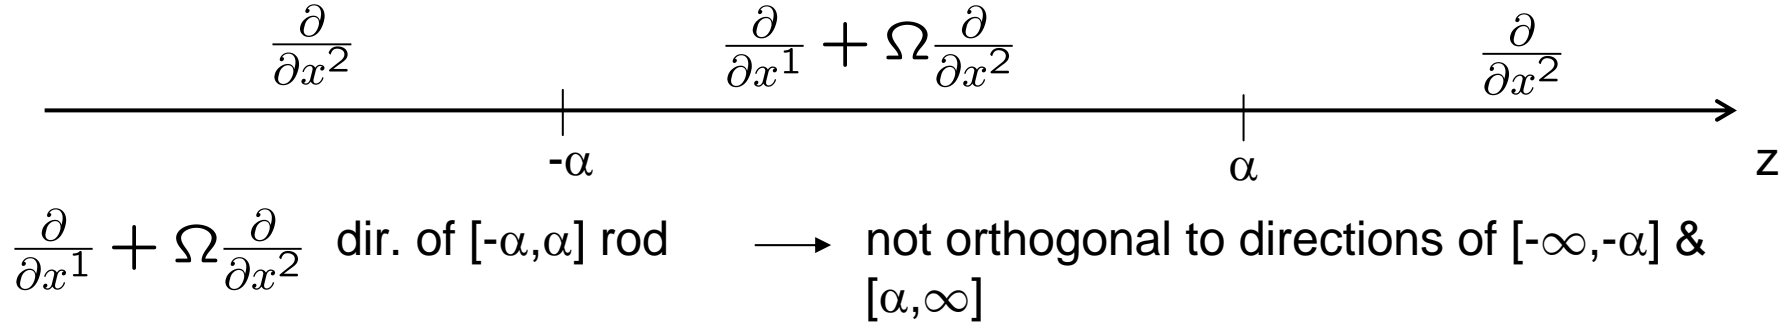 ∂/∂x² ∂/∂x¹ + Ω ∂/∂x² ∂/∂x²
-α α z
∂/∂x¹ + Ω ∂/∂x² dir. of [-α,α] rod ⟶ not orthogonal to directions of [-∞,-α] &
[α,∞]